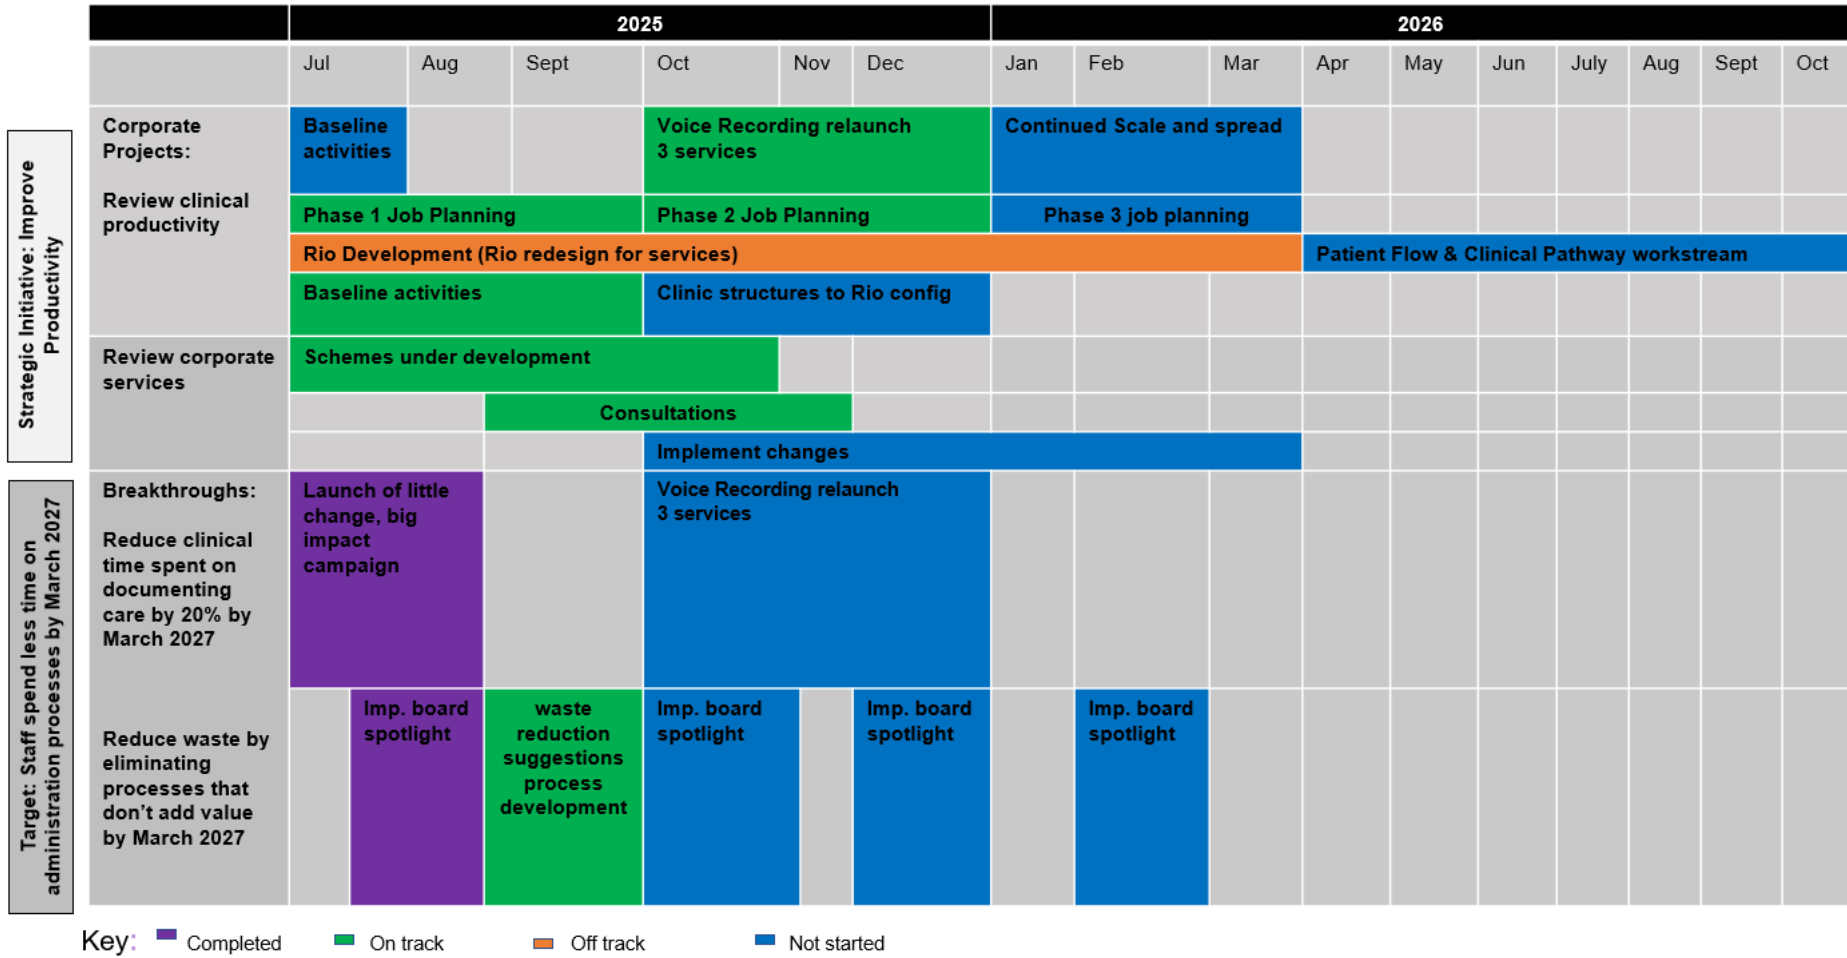 2025
2026
Jul
Aug
Sept
Oct
Nov
Dec
Jan
Feb
Mar
Apr
May
Jun
July
Aug
Sept
Oct
Strategic Initiative: Improve
Productivity
Corporate
Projects:
Review clinical
productivity
Baseline
activities
Voice Recording relaunch
3 services
Continued Scale and spread
Phase 1 Job Planning
Phase 2 Job Planning
Phase 3 job planning
Rio Development (Rio redesign for services)
Patient Flow & Clinical Pathway workstream
Baseline activities
Clinic structures to Rio config
Review corporate
services
Schemes under development
Consultations
Implement changes
Target: Staff spend less time on
administration processes by March 2027
Breakthroughs:
Reduce clinical
time spent on
documenting
care by 20% by
March 2027
Launch of little
change, big
impact
campaign
Voice Recording relaunch
3 services
Reduce waste by
eliminating
processes that
don’t add value
by March 2027
Imp. board
spotlight
waste
reduction
suggestions
process
development
Imp. board
spotlight
Imp. board
spotlight
Imp. board
spotlight
Key:
Completed
On track
Off track
Not started